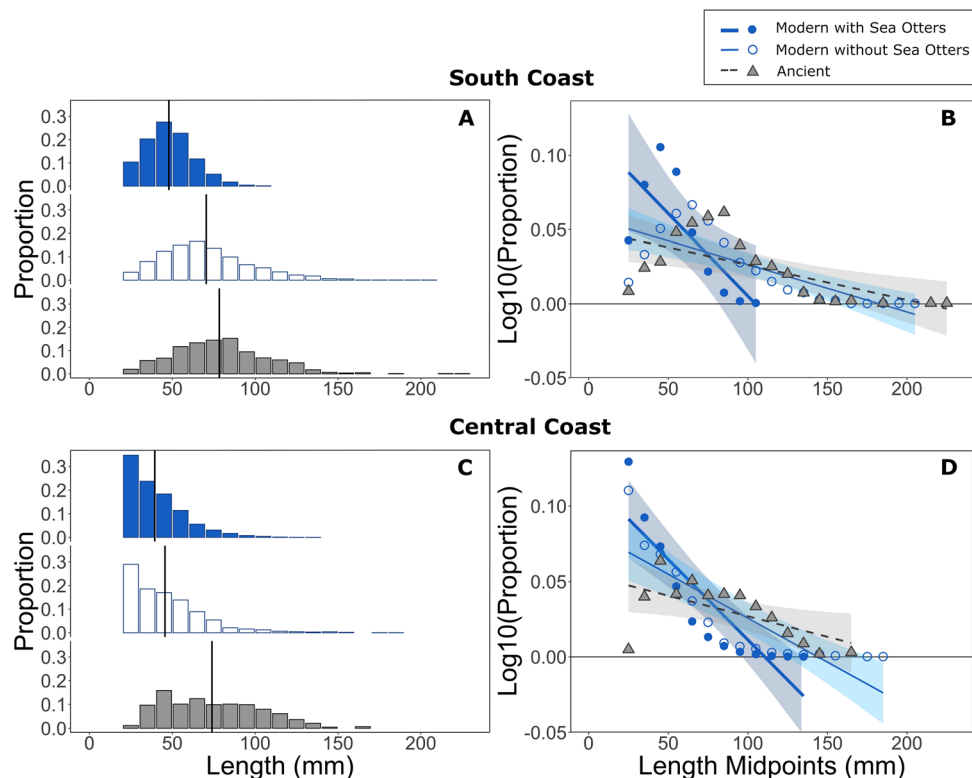 Modern with Sea Otters
Modern without Sea Otters
Ancient
South Coast
A
0.3
0.2
0.1
0.0
0.3
0.2
0.1
0.0
0.3
0.2
0.1
0.0
Proportion
0 50 100 150 200
B
0.10
0.05
0.00
-0.05
Log10(Proportion)
0 50 100 150 200
Central Coast
C
0.3
0.2
0.1
0.0
0.3
0.2
0.1
0.0
0.3
0.2
0.1
0.0
Proportion
0 50 100 150 200
Length (mm)
D
0.10
0.05
0.00
-0.05
Log10(Proportion)
0 50 100 150 200
Length Midpoints (mm)